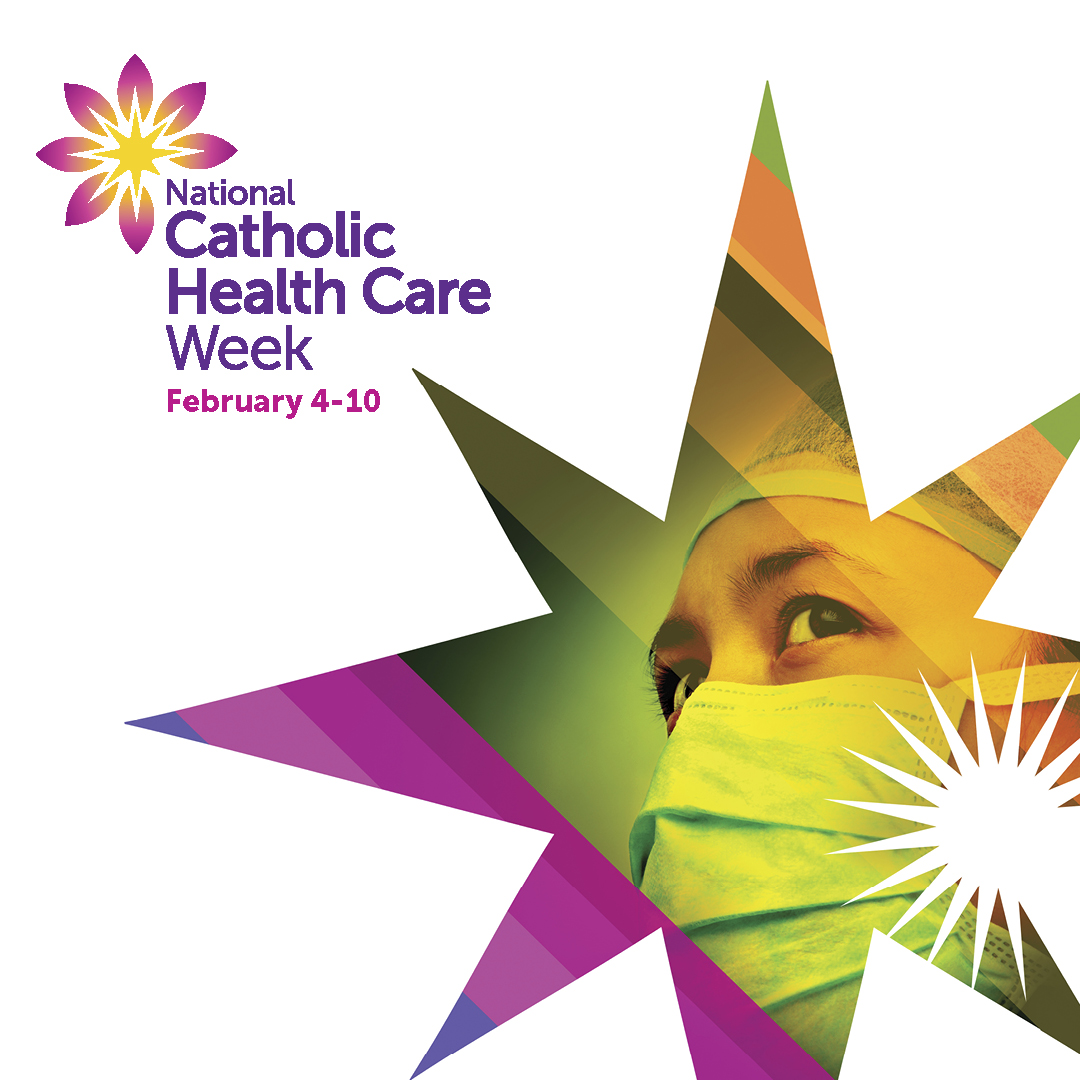 National
Catholic
Health Care
Week
February 4-10